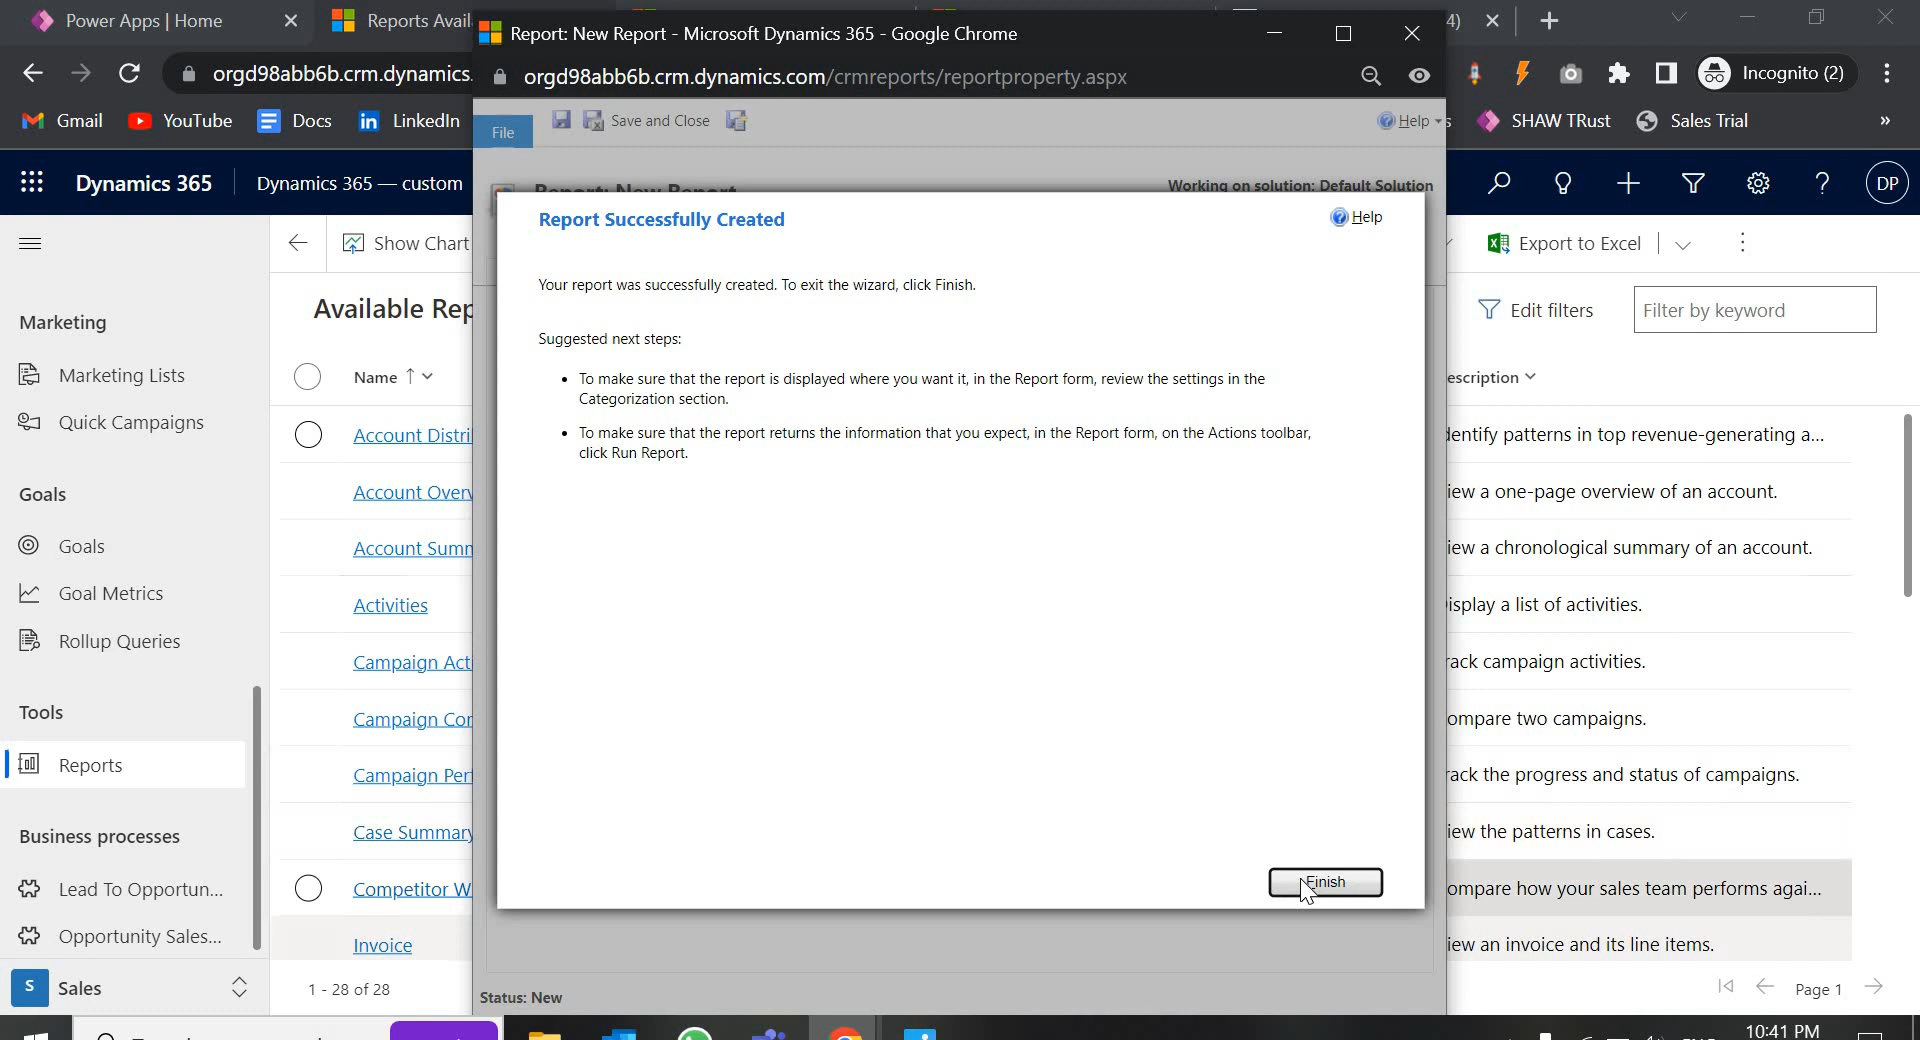 Power Apps | Home
Reports Avail
Report: New Report - Microsoft Dynamics 365 - Google Chrome
4)
orgd98abb6b.crm.dynamics.
orgd98abb6b.crm.dynamics.com/crmreports/reportproperty.aspx
Incognito (2)
Gmail
YouTube
Docs
LinkedIn
File
Save and Close
Help
SHAW TRust
Sales Trial
»
Dynamics 365
Dynamics 365 — custom
Report: New Report
Working on solution: Default Solution
DP
Report Successfully Created
Help
Show Chart
Export to Excel
Your report was successfully created. To exit the wizard, click Finish.
Marketing
Available Rep
Edit filters
Filter by keyword
Suggested next steps:
Marketing Lists
Name
• To make sure that the report is displayed where you want it, in the Report form, review the settings in the
Categorization section.
escription
Quick Campaigns
Account Distri
• To make sure that the report returns the information that you expect, in the Report form, on the Actions toolbar,
click Run Report.
dentify patterns in top revenue-generating a...
Goals
Account Overv
iew a one-page overview of an account.
Goals
Account Summ
iew a chronological summary of an account.
Goal Metrics
Activities
isplay a list of activities.
Rollup Queries
Campaign Act
rack campaign activities.
Tools
Campaign Cor
ompare two campaigns.
Reports
Campaign Per
rack the progress and status of campaigns.
Business processes
Case Summary
iew the patterns in cases.
Lead To Opportun...
Competitor W
Finish
ompare how your sales team performs agai...
Opportunity Sales...
Invoice
iew an invoice and its line items.
S
Sales
1 - 28 of 28
Status: New
Page 1
10:41 PM